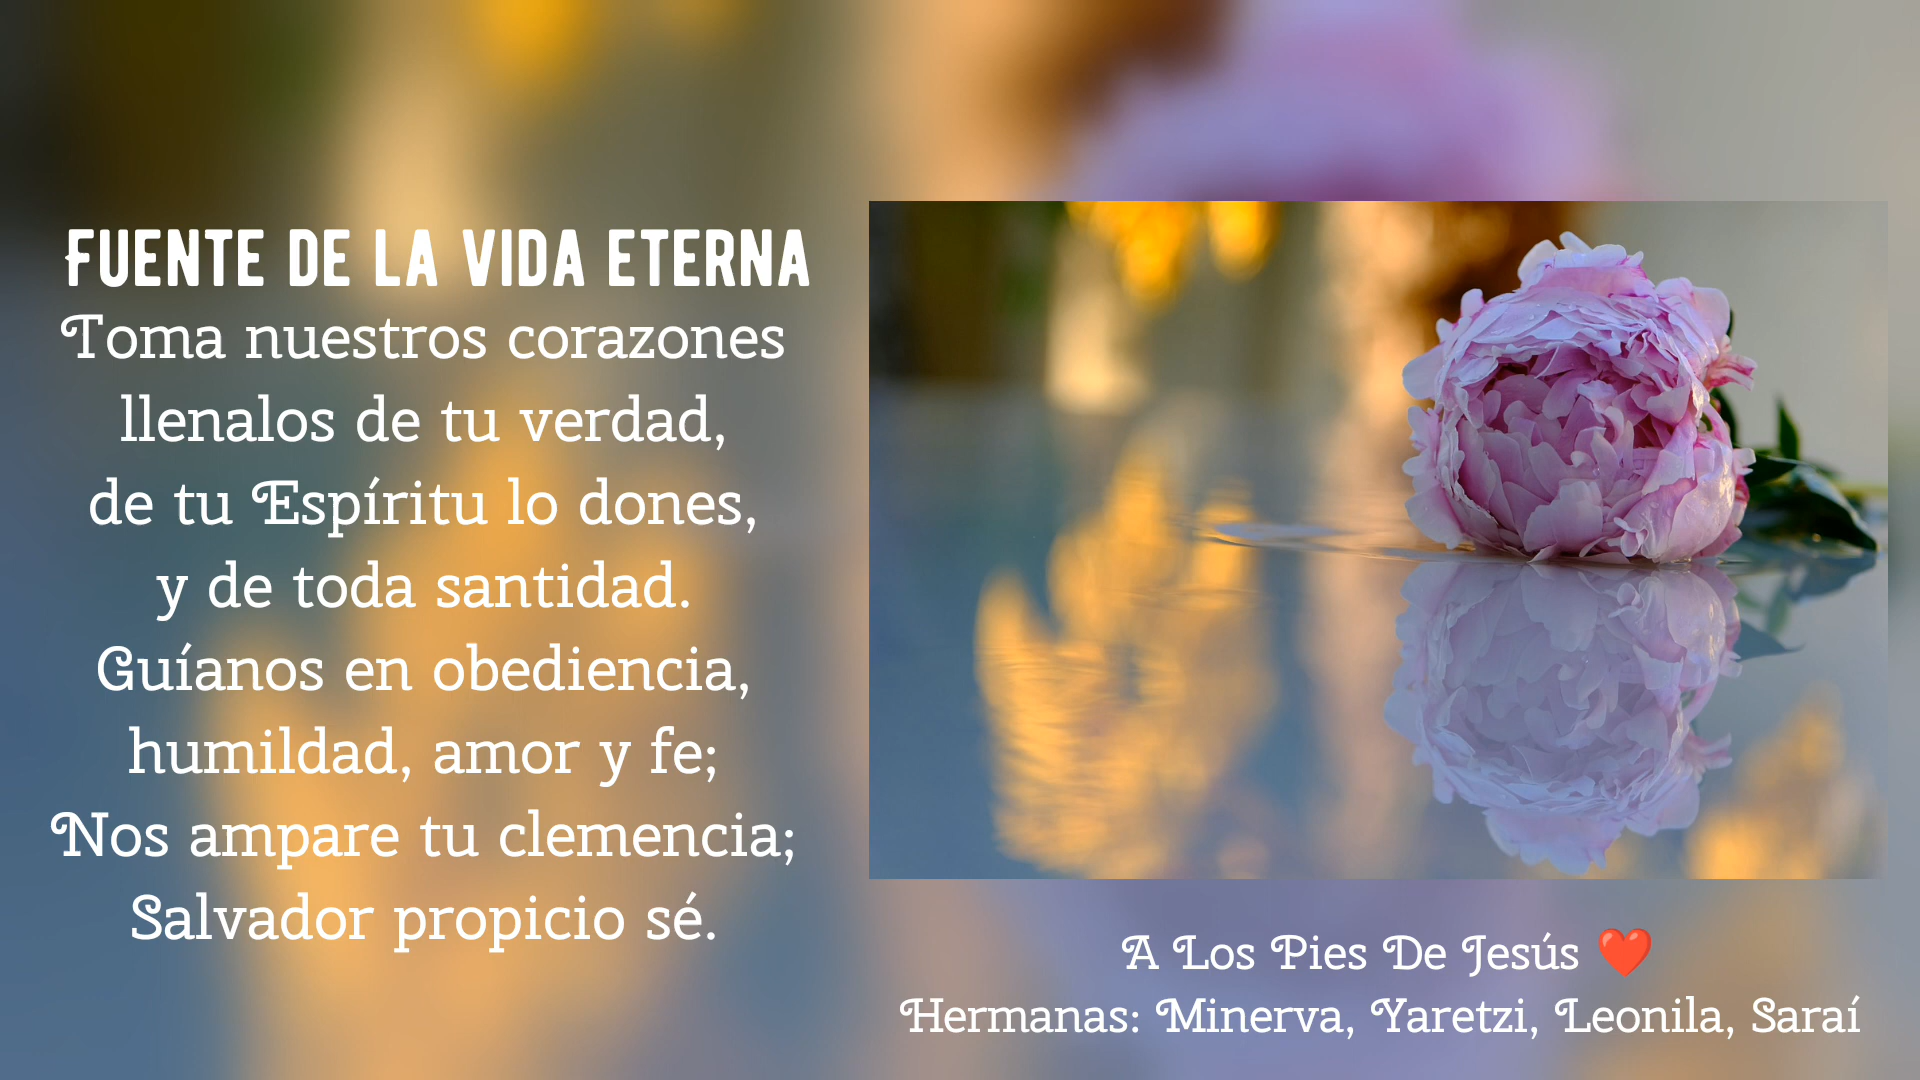 FUENTE DE LA VIDA ETERNA
Toma nuestros corazones
llenalos de tu verdad,
de tu Espíritu lo dones,
y de toda santidad.
Guíanos en obediencia,
humildad, amor y fe;
Nos ampare tu clemencia;
Salvador propicio sé.
A Los Pies De Jesús ❤️
Hermanas: Minerva, Yaretzi, Leonila, Saraí